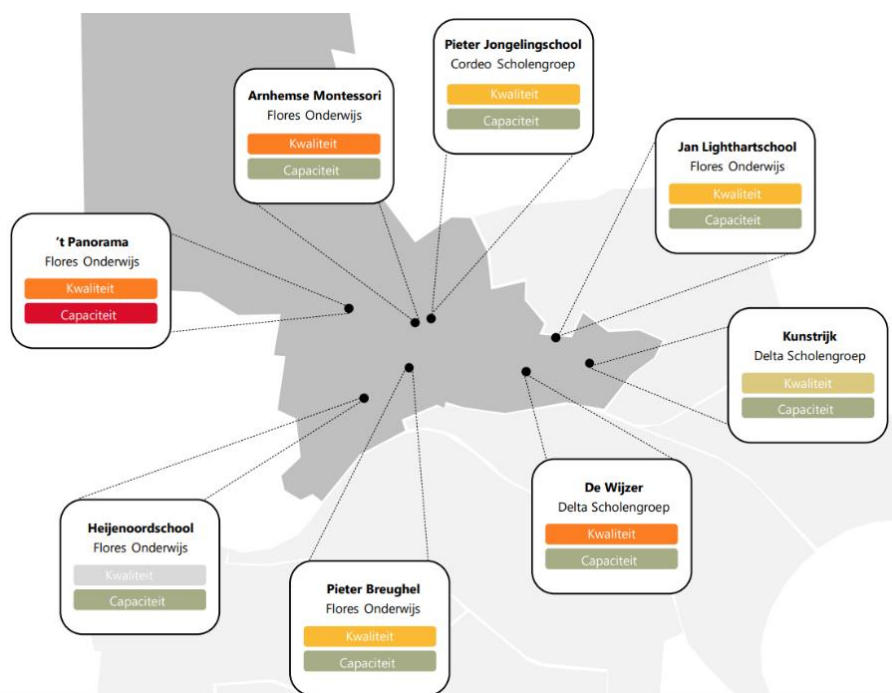 Pieter Jongelingschool
Cordeo Scholengroep
Kwaliteit
Capaciteit
Arnhemse Montessori
Flores Onderwijs
Kwaliteit
Capaciteit
Jan Lighthartschool
Flores Onderwijs
Kwaliteit
Capaciteit
't Panorama
Flores Onderwijs
Kwaliteit
Capaciteit
Kunstrijk
Delta Scholengroep
Kwaliteit
Capaciteit
De Wijzer
Delta Scholengroep
Kwaliteit
Capaciteit
Heijenoordschool
Flores Onderwijs
Kwaliteit
Capaciteit
Pieter Breughel
Flores Onderwijs
Kwaliteit
Capaciteit